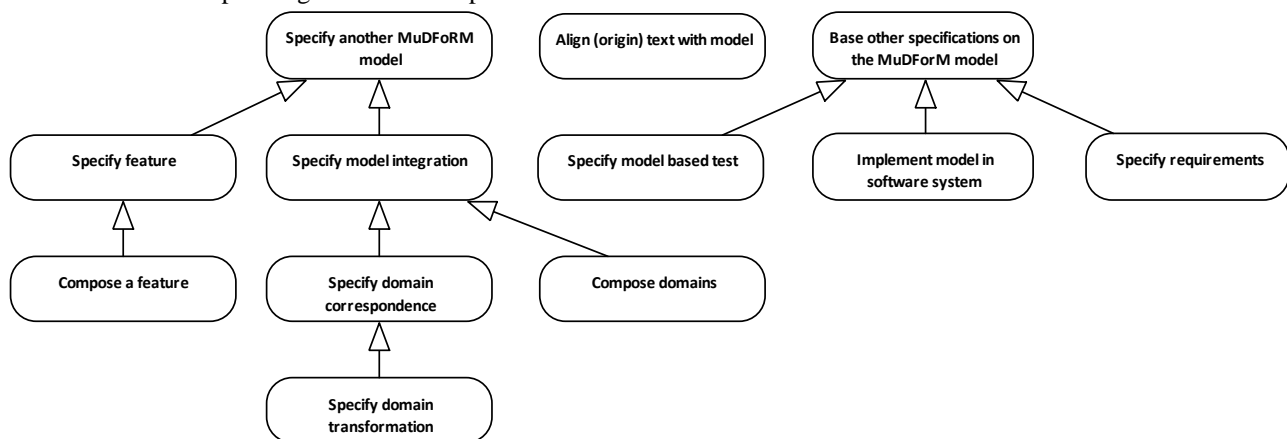 Specify another MuDFoRM
model
Align (origin) text with model
Base other specifications on
the MuDForM model
Specify feature
Specify model integration
Specify model based test
Implement model in
software system
Specify requirements
Compose a feature
Specify domain
correspondence
Compose domains
Specify domain
transformation